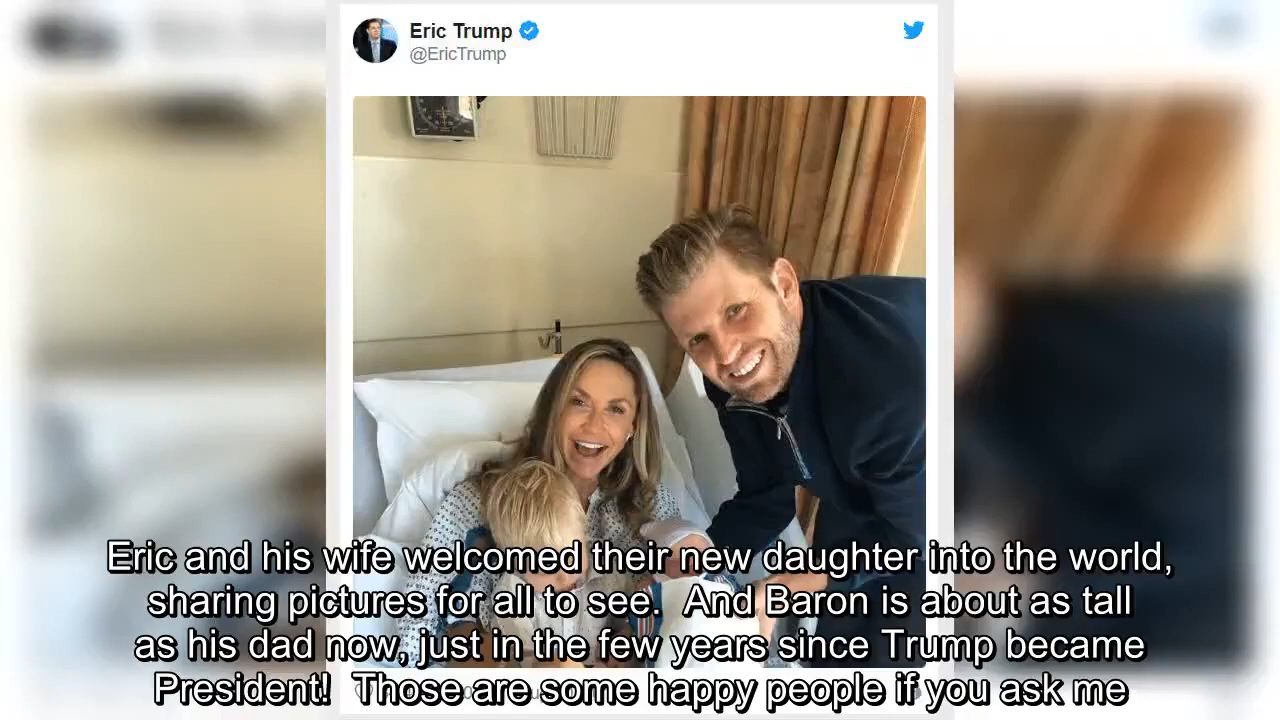 Eric Trump
@EricTrump
Eric and his wife welcomed their new daughter into the world,
sharing pictures for all to see.  And Baron is about as tall
as his dad now, just in the few years since Trump became
President!  Those are some happy people if you ask me